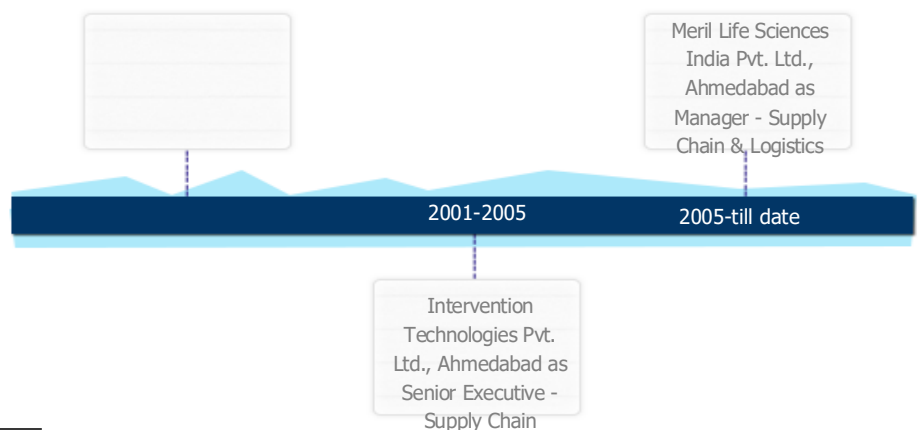 Meril Life Sciences
India Pvt. Ltd.,
Ahmedabad as
Manager - Supply
Chain & Logistics
2001-2005
2005-till date
Intervention
Technologies Pvt.
Ltd., Ahmedabad as
Senior Executive -
Supply Chain